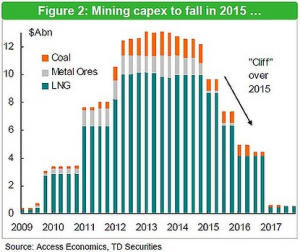 Figure 2: Mining capex to fall in 2015 ...
$Abn
Coal
Metal Ores
LNG
"Cliff"
over
2015
12
10
8
6
4
2
0
2009 2010 2011 2012 2013 2014 2015 2016 2017
Source: Access Economics, TD Securities